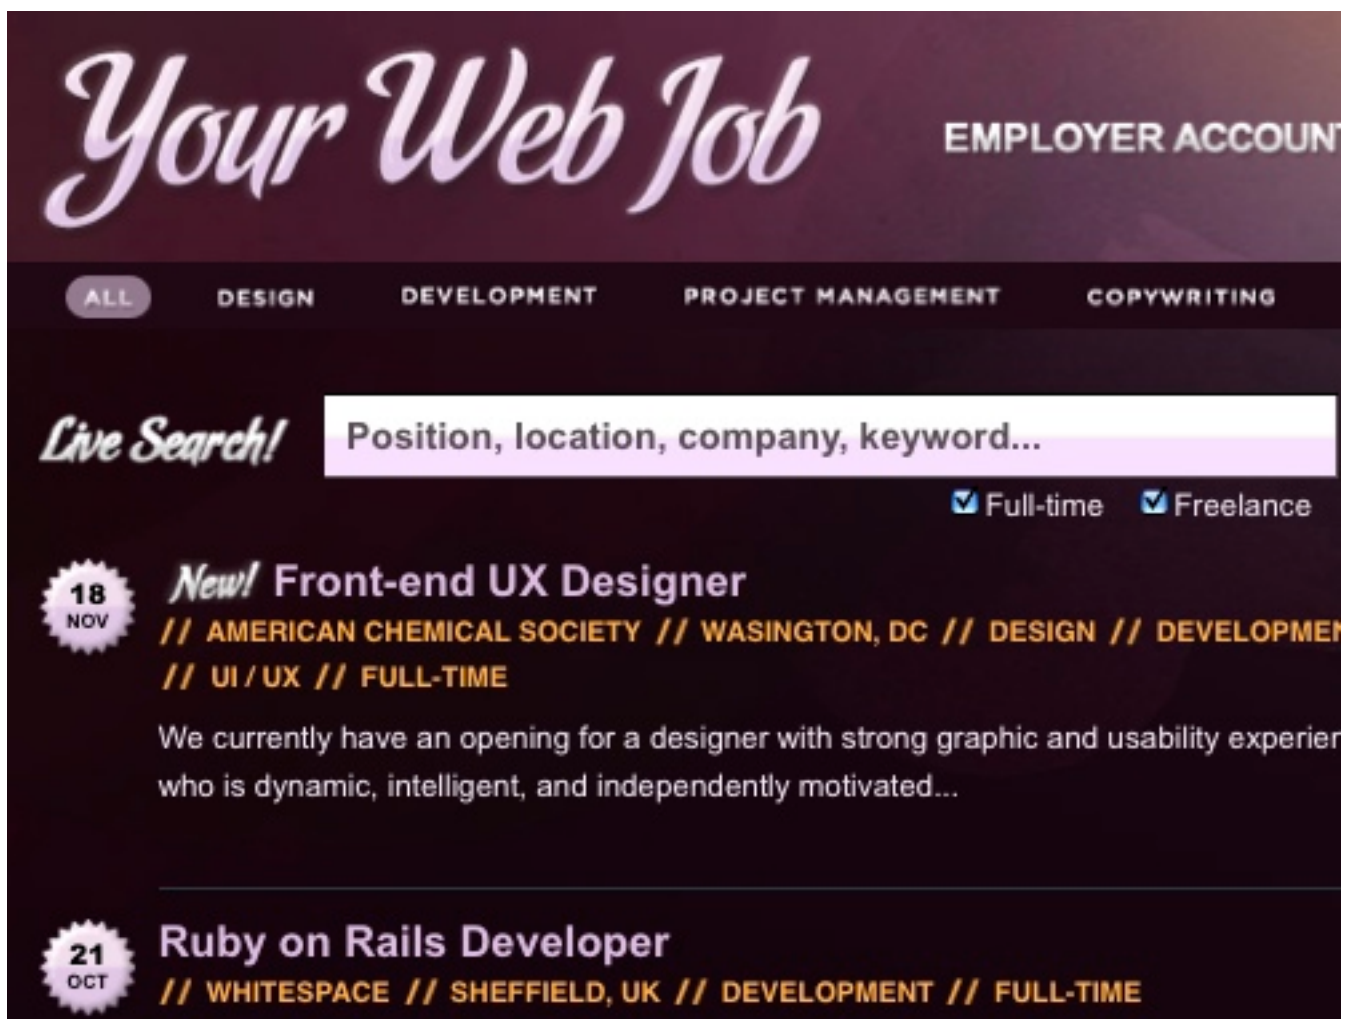 Your Web Job
EMPLOYER ACCOUNT
ALL DESIGN DEVELOPMENT PROJECT MANAGEMENT COPYWRITING
Live Search! Position, location, company, keyword...
Full-time Freelance
18 NOV
New! Front-end UX Designer
// AMERICAN CHEMICAL SOCIETY // WASINGTON, DC // DESIGN // DEVELOPMEN
// UI / UX // FULL-TIME
We currently have an opening for a designer with strong graphic and usability experien
who is dynamic, intelligent, and independently motivated...
21 OCT
Ruby on Rails Developer
// WHITESPACE // SHEFFIELD, UK // DEVELOPMENT // FULL-TIME